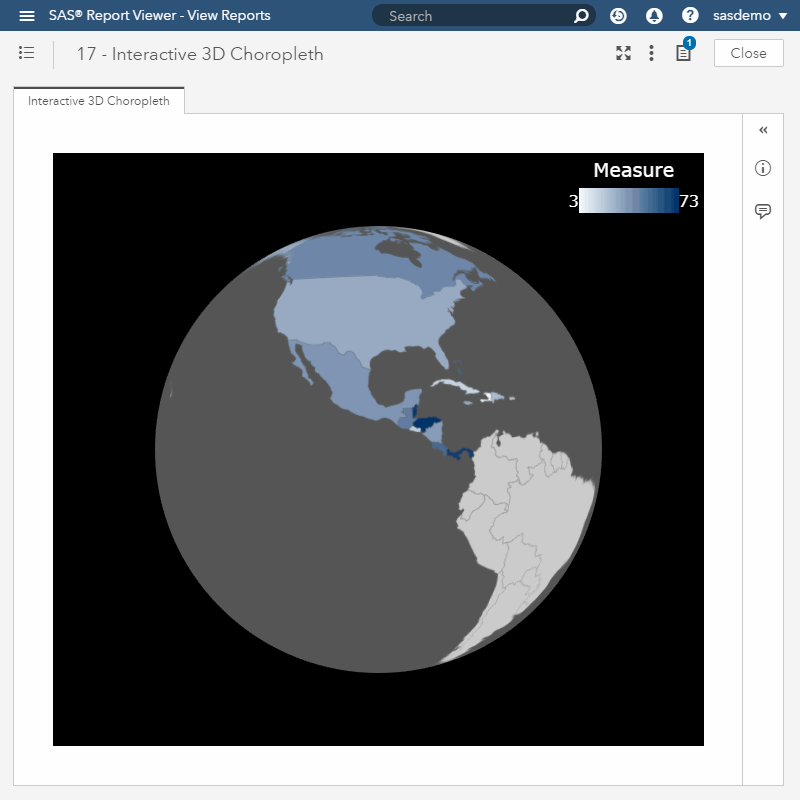 SAS® Report Viewer - View Reports
Search
?
sasdemo
17 - Interactive 3D Choropleth
1
Close
Interactive 3D Choropleth
Measure
3
73